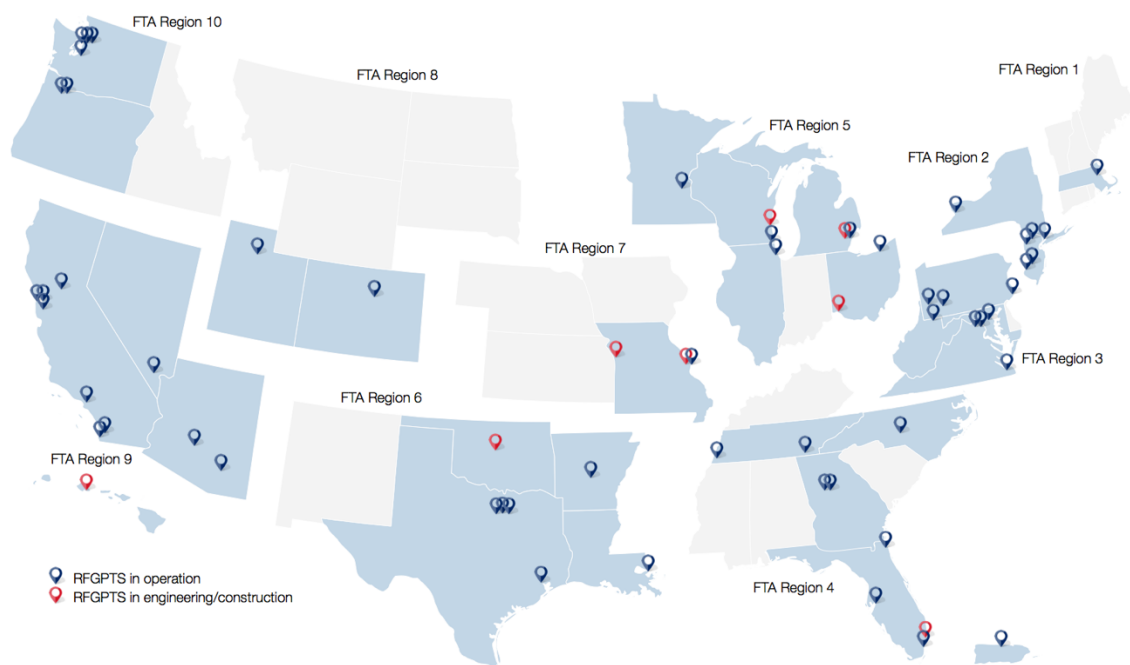 FTA Region 10
FTA Region 8
FTA Region 1
FTA Region 5
FTA Region 2
FTA Region 7
FTA Region 3
FTA Region 6
FTA Region 9
RFGPTS in operation
RFGPTS in engineering/construction
FTA Region 4